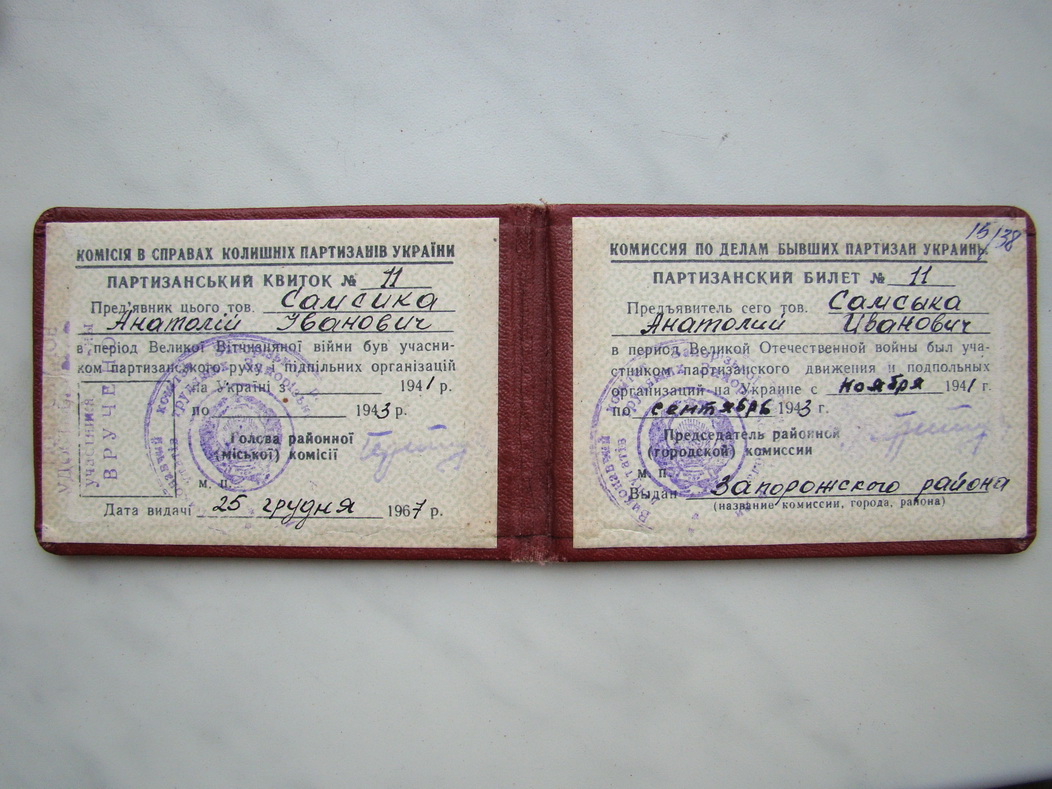 КОМІСІЯ В СПРАВАХ КОЛИШНІХ ПАРТИЗАНІВ УКРАЇНИ
ПАРТИЗАНСЬКИЙ КВИТОК № 11
Пред'явник цього тов. Самсика
Анатолій Іванович
в період Великої Вітчизняної війни був учасни-
ком партизанського руху і підпільних організацій
на Україні з 1941 р.
по 1943 р.
Голова районної
(міської) комісії
м. п.
Дата видачі 25 грудня 1967 р.
учасника
ВРУЧЕНО
15/38
КОМИССИЯ ПО ДЕЛАМ БЫВШИХ ПАРТИЗАН УКРАИНЫ
ПАРТИЗАНСКИЙ БИЛЕТ № 11
Предъявитель сего тов. Самсыка
Анатолий Иванович
в период Великой Отечественной войны был уча-
стником партизанского движения и подпольных
организаций на Украине с ноября 1941 г.
по сентябрь 1943 г.
Председатель районной
(городской) комиссии
м. п.
Выдан Запорожского района
(название комиссии, города, района)